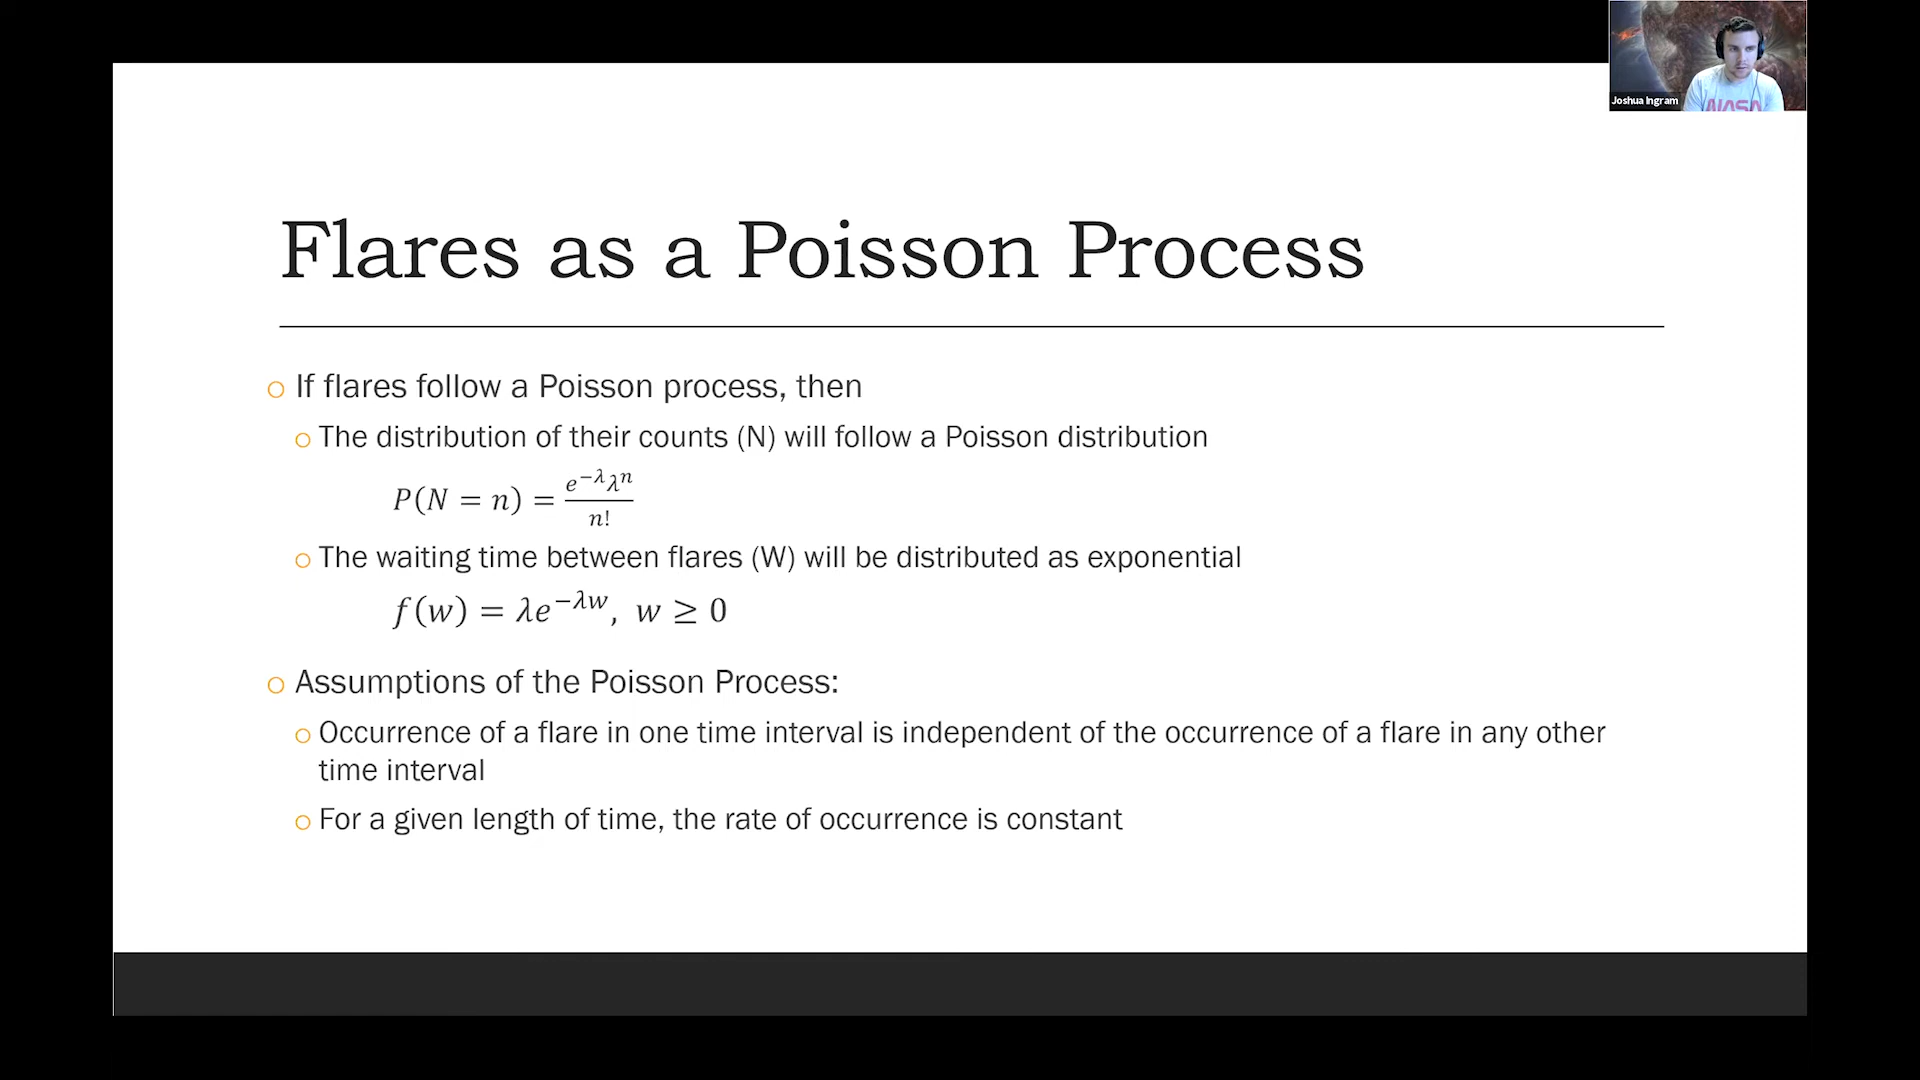 Joshua Ingram
NASA
Flares as a Poisson Process
o If flares follow a Poisson process, then
o The distribution of their counts (N) will follow a Poisson distribution
P(N = n) = e^{−λ}λ^n / n!
o The waiting time between flares (W) will be distributed as exponential
f(w) = λe^{−λw}, w ≥ 0
o Assumptions of the Poisson Process:
o Occurrence of a flare in one time interval is independent of the occurrence of a flare in any other
time interval
o For a given length of time, the rate of occurrence is constant